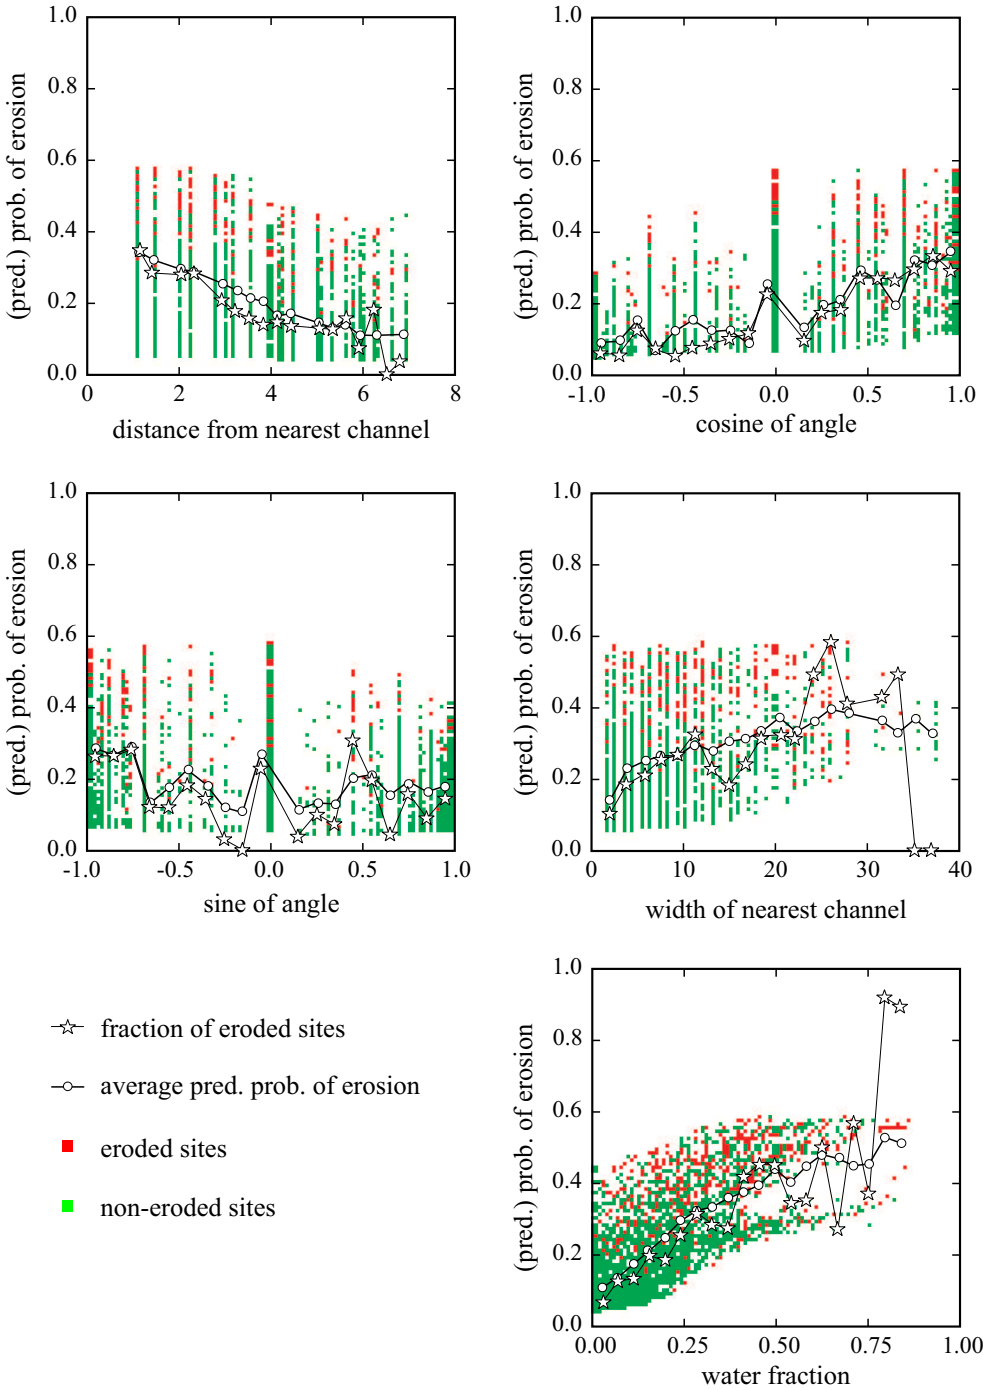 1.0
0.8
0.6
0.4
0.2
0.0
(pred.) prob. of erosion
0 2 4 6 8
distance from nearest channel
1.0
0.8
0.6
0.4
0.2
0.0
(pred.) prob. of erosion
-1.0 -0.5 0.0 0.5 1.0
cosine of angle
1.0
0.8
0.6
0.4
0.2
0.0
(pred.) prob. of erosion
-1.0 -0.5 0.0 0.5 1.0
sine of angle
1.0
0.8
0.6
0.4
0.2
0.0
(pred.) prob. of erosion
0 10 20 30 40
width of nearest channel
fraction of eroded sites
average pred. prob. of erosion
eroded sites
non-eroded sites
1.0
0.8
0.6
0.4
0.2
0.0
(pred.) prob. of erosion
0.00 0.25 0.50 0.75 1.00
water fraction